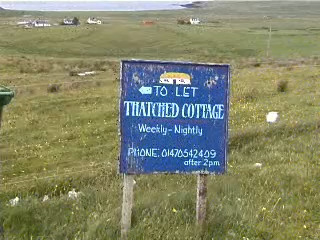 TO LET
THATCHED COTTAGE
Weekly-Nightly
PHONE: 01470542409
after 2pm